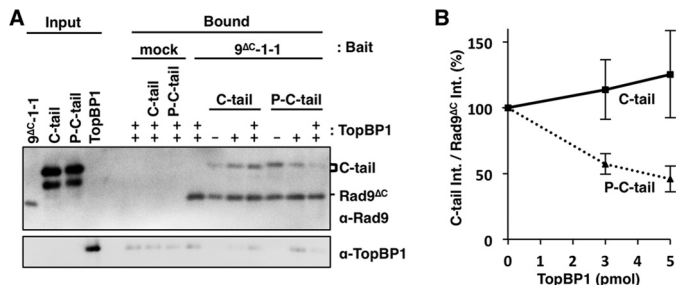 A
Input
Bound
mock
9ΔC-1-1
: Bait
9ΔC-1-1
C-tail
P-C-tail
TopBP1
C-tail
P-C-tail
C-tail
P-C-tail
+ + + + + +
+ + + + − + + − + + : TopBP1
C-tail
Rad9ΔC
α-Rad9
α-TopBP1
B
C-tail Int. / Rad9ΔC Int. (%)
150
100
50
0
C-tail
P-C-tail
0 1 2 3 4 5
TopBP1 (pmol)